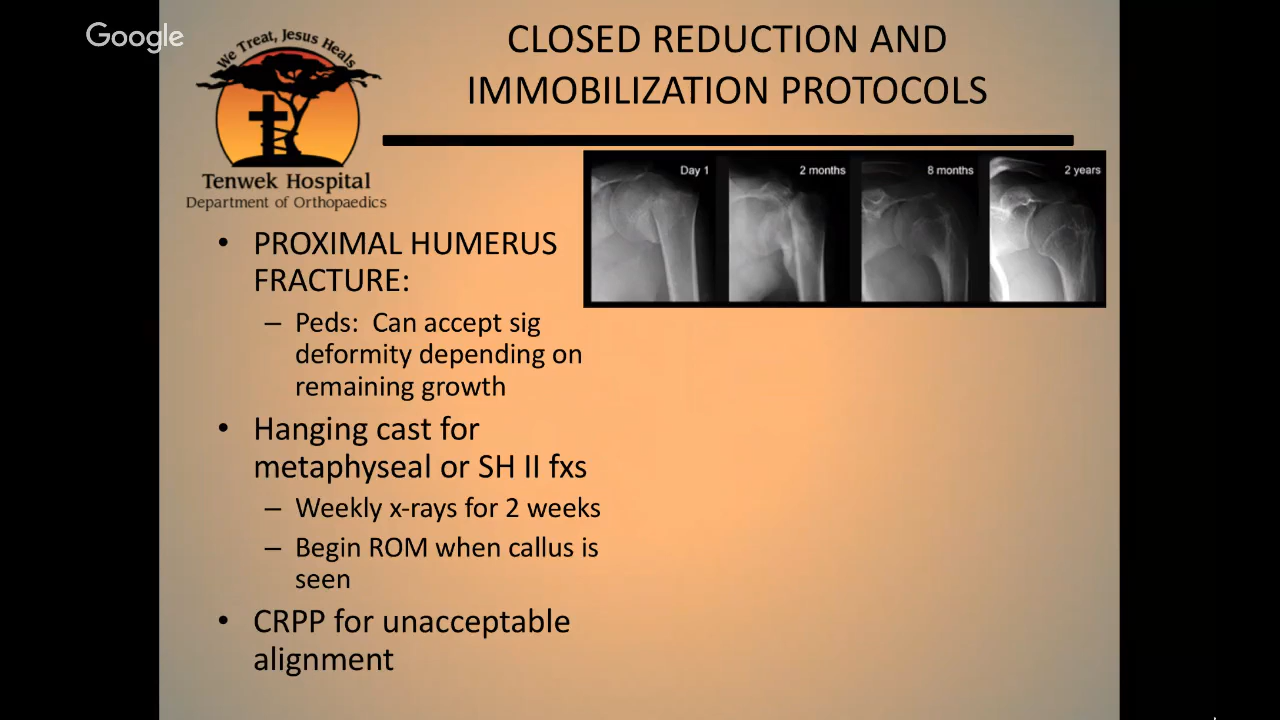 Google
We Treat, Jesus Heals
Tenwek Hospital
Department of Orthopaedics
CLOSED REDUCTION AND
IMMOBILIZATION PROTOCOLS
Day 1
2 months
8 months
2 years
• PROXIMAL HUMERUS
FRACTURE:
– Peds: Can accept sig
deformity depending on
remaining growth
• Hanging cast for
metaphyseal or SH II fxs
– Weekly x-rays for 2 weeks
– Begin ROM when callus is
seen
• CRPP for unacceptable
alignment